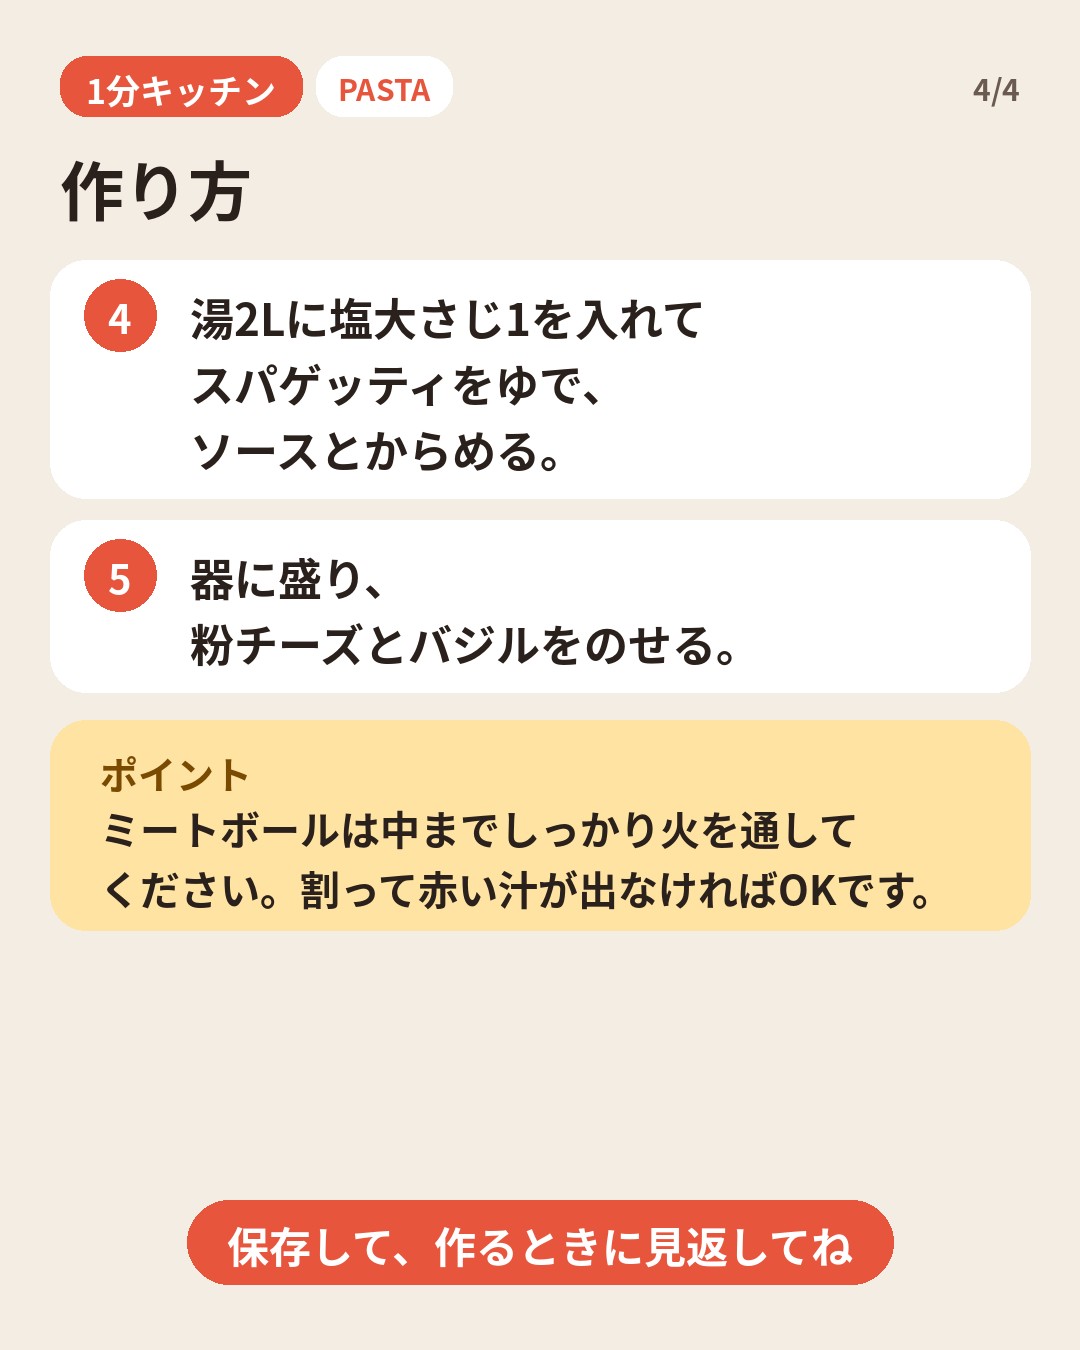 1分キッチン PASTA 4/4
作り方
4 湯2Lに塩大さじ1を入れて
スパゲッティをゆで、
ソースとからめる。
5 器に盛り、
粉チーズとバジルをのせる。
ポイント
ミートボールは中までしっかり火を通して
ください。割って赤い汁が出なければOKです。
保存して、作るときに見返してね